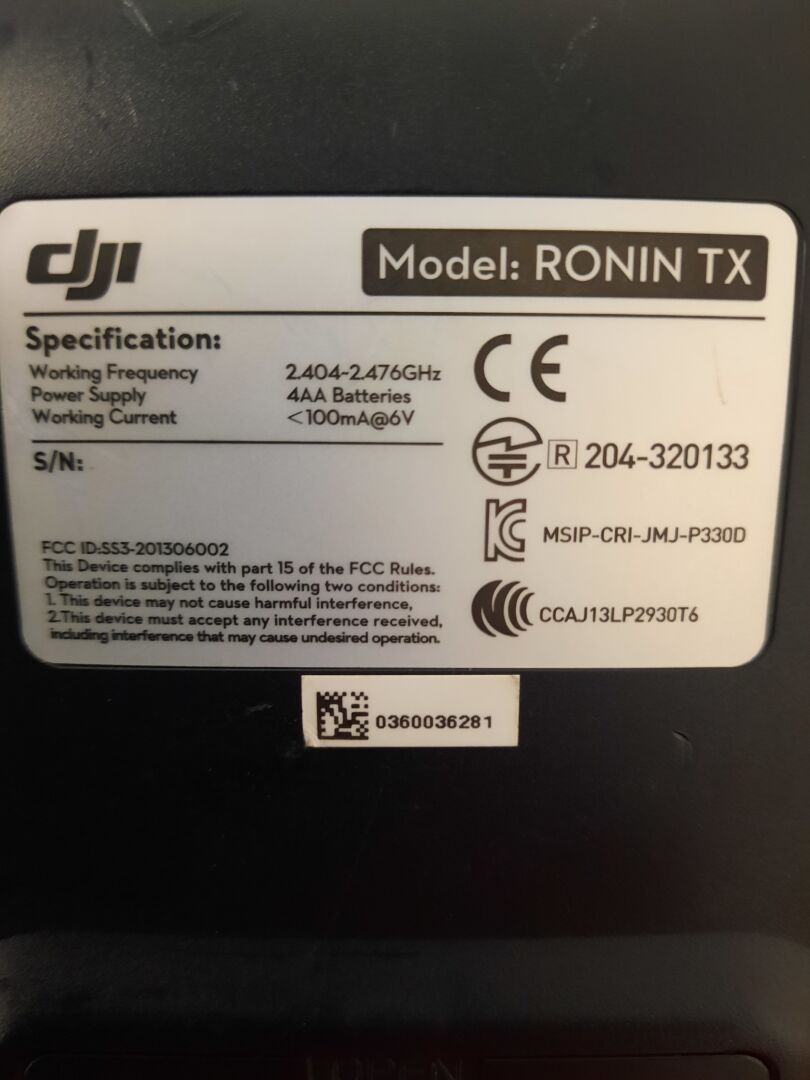 dji
Model: RONIN TX
Specification:
Working Frequency 2.404~2.476GHz
Power Supply 4AA Batteries
Working Current <100mA@6V
S/N:
CE
R 204-320133
MSIP-CRI-JMJ-P330D
CCAJ13LP2930T6
FCC ID:SS3-201306002
This Device complies with part 15 of the FCC Rules.
Operation is subject to the following two conditions:
1. This device may not cause harmful interference,
2.This device must accept any interference received,
including interference that may cause undesired operation.
0360036281
OPEN